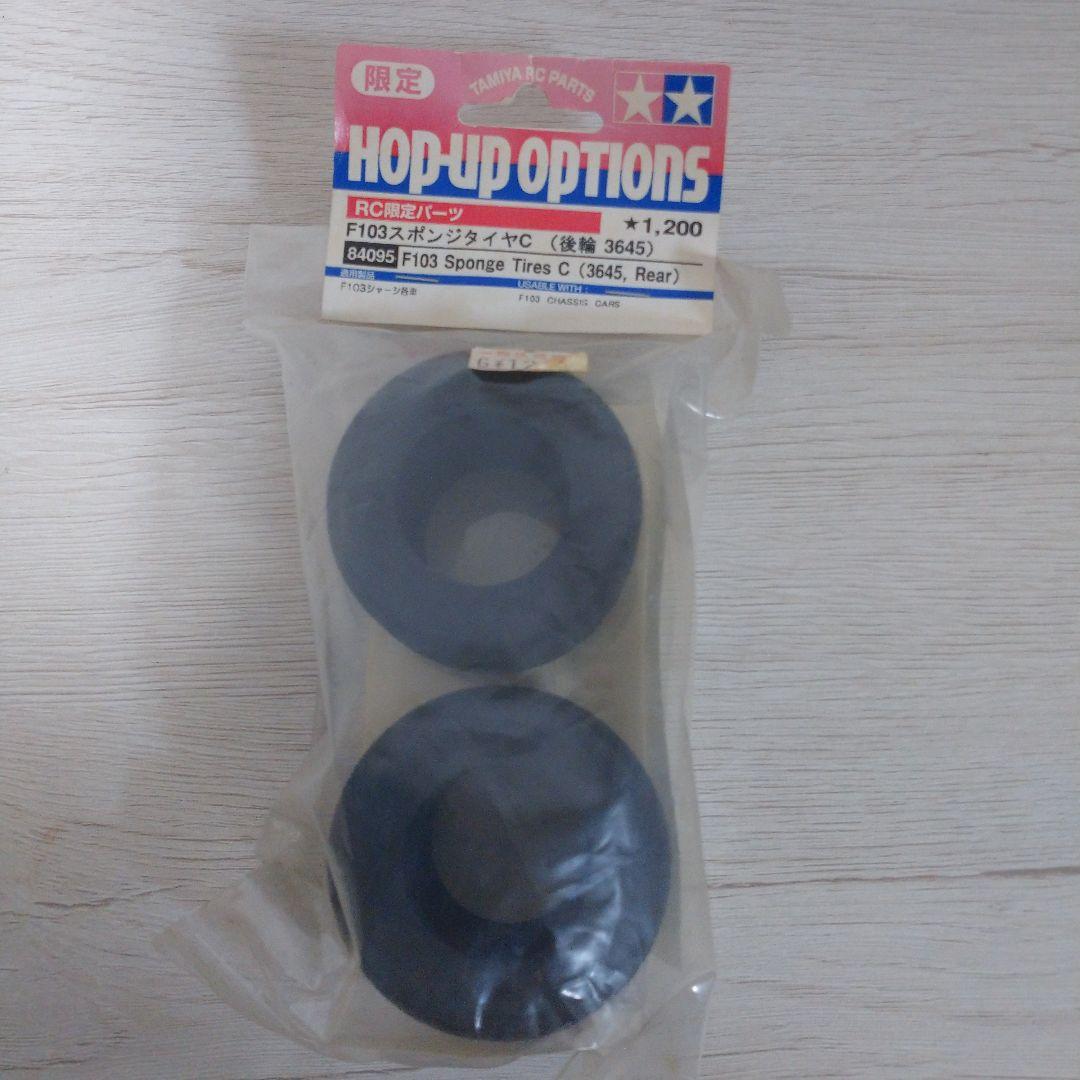 限定
TAMIYA RC PARTS
HOP-UP OPTIONS
RC限定パーツ
★1,200
F103スポンジタイヤC (後輪 3645)
84095 F103 Sponge Tires C (3645, Rear)
適用製品
USABLE WITH :
F103シャーシ各車
F103 CHASSIS CARS